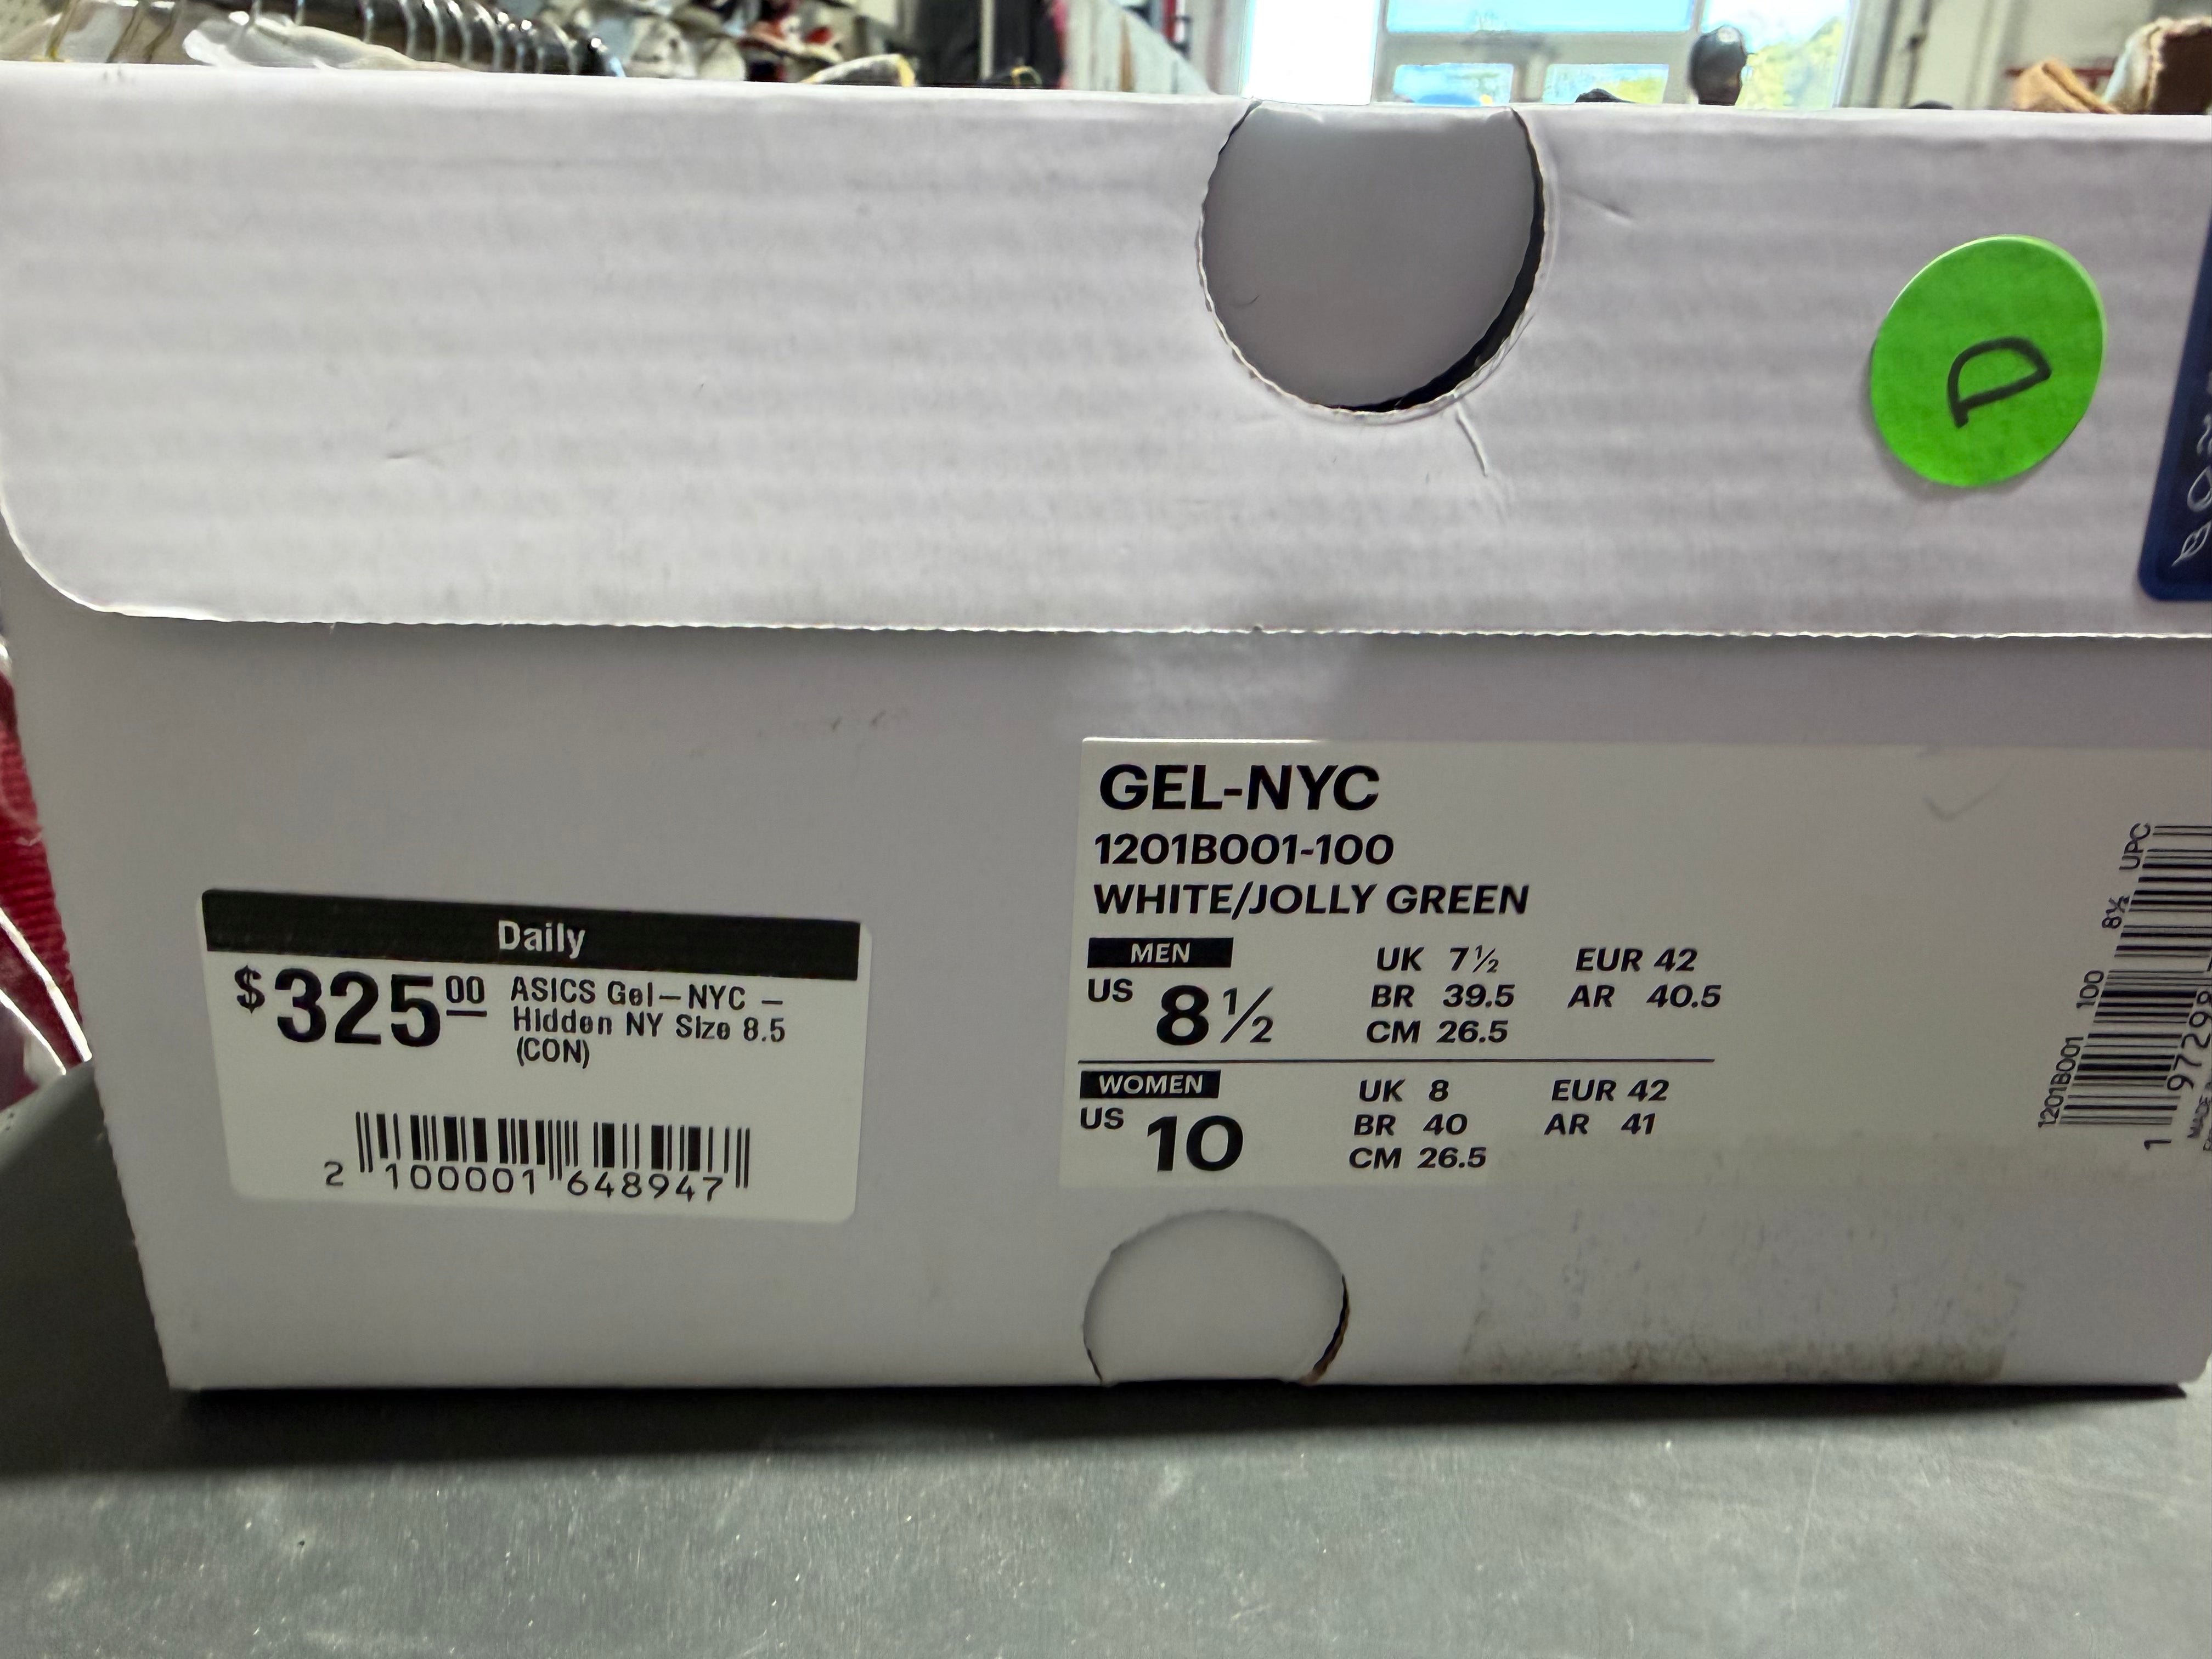 D
GEL-NYC
1201B001-100
WHITE/JOLLY GREEN
MEN
US 8½
UK 7½ EUR 42
BR 39.5 AR 40.5
CM 26.5
WOMEN
US 10
UK 8 EUR 42
BR 40 AR 41
CM 26.5
1201B001 100 8½ UPC
Daily
$325.00
ASICS Gel-NYC -
Hidden NY Size 8.5
(CON)
2 100001 648947